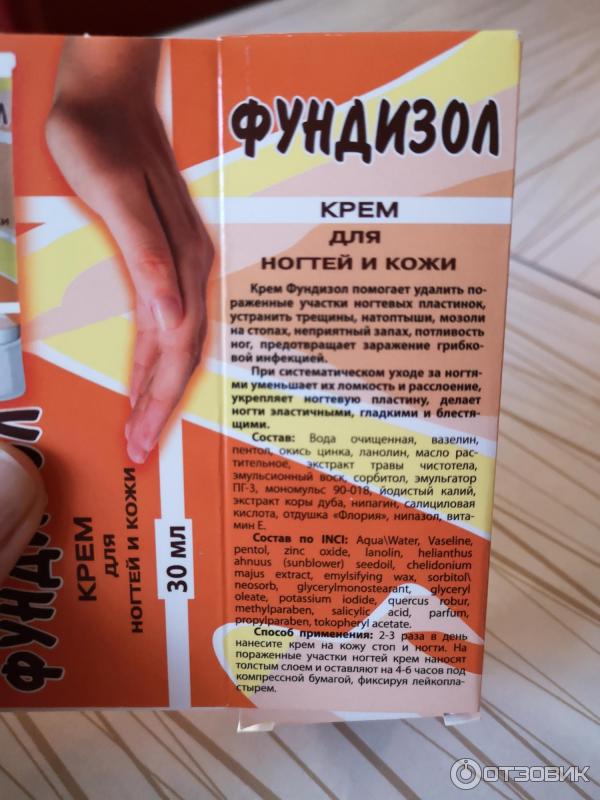 ФУНДИЗОЛ
КРЕМ
ДЛЯ
НОГТЕЙ И КОЖИ
Крем Фундизол помогает удалить по-
раженные участки ногтевых пластинок,
устранить трещины, натоптыши, мозоли
на стопах, неприятный запах, потливость
ног, предотвращает заражение грибко-
вой инфекцией.
При систематическом уходе за ногтя-
ми уменьшает их ломкость и расслоение,
укрепляет ногтевую пластину, делает
ногти эластичными, гладкими и блестя-
щими.
Состав: Вода очищенная, вазелин,
пентол, окись цинка, ланолин, масло рас-
тительное, экстракт травы чистотела,
эмульсионный воск, сорбитол, эмульгатор
ПГ-3, мономульс 90-018, йодистый калий,
экстракт коры дуба, нипагин, салициловая
кислота, отдушка «Флория», нипазол, вита-
мин Е.
Состав по INCI: Aqua\Water, Vaseline,
pentol, zinc oxide, lanolin, helianthus
ahnuus (sunblower) seedoil, chelidonium
majus extract, emylsifying wax, sorbitol\
neosorb, glycerylmonostearant, glyceryl
oleate, potassium iodide, quercus robur,
methylparaben, salicylic acid, parfum,
propylparaben, tokopheryl acetate.
Способ применения: 2-3 раза в день
нанесите крем на кожу стоп и ногти. На
пораженные участки ногтей крем наносят
толстым слоем и оставляют на 4-6 часов под
компрессной бумагой, фиксируя лейкопла-
стырем.
КРЕМ
ДЛЯ
НОГТЕЙ И КОЖИ
30 МЛ
ОТЗОВИК